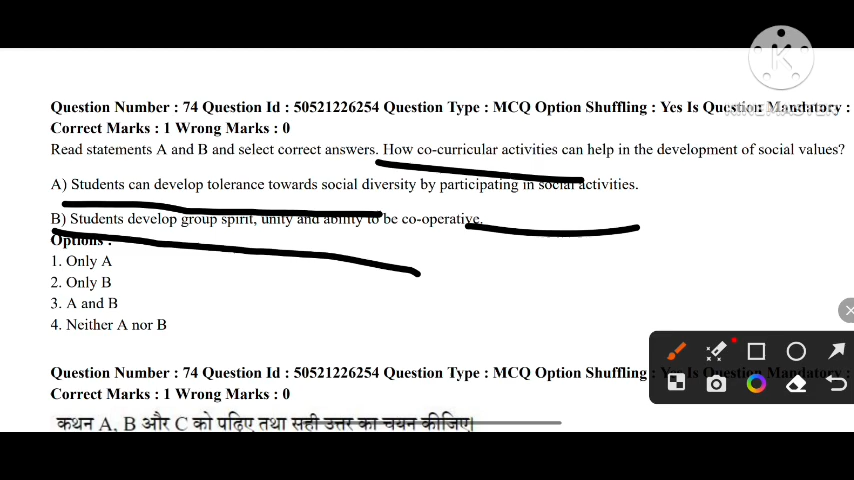 Question Number : 74 Question Id : 50521226254 Question Type : MCQ Option Shuffling : Yes Is Question Mandatory :
Correct Marks : 1 Wrong Marks : 0
Read statements A and B and select correct answers. How co-curricular activities can help in the development of social values?
A) Students can develop tolerance towards social diversity by participating in social activities.
B) Students develop group spirit, unity and ability to be co-operative.
Options :
1. Only A
2. Only B
3. A and B
4. Neither A nor B
Question Number : 74 Question Id : 50521226254 Question Type : MCQ Option Shuffling : Yes Is Question Mandatory :
Correct Marks : 1 Wrong Marks : 0
कथन A, B और C को पढ़िए तथा सही उत्तर का चयन कीजिए।